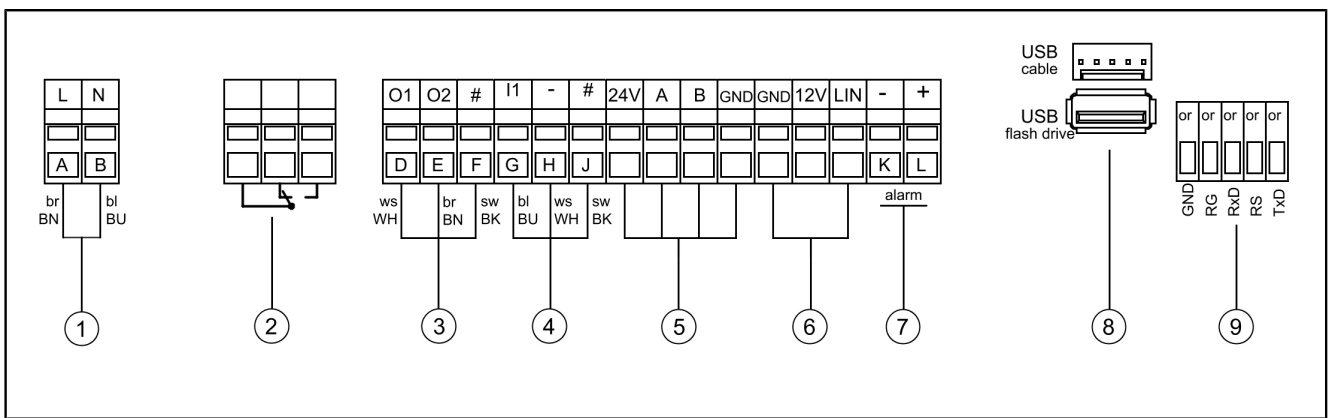 USB
cable
L N
O1 O2 # I1 - # 24V A B GND GND 12V LIN - +
USB
flash drive
or or or or or
A B
D E F G H J K L
br bl
BN BU
ws br sw bl ws sw
WH BN BK BU WH BK
alarm
GND RG RxD RS TxD
1 2 3 4 5 6 7 8 9